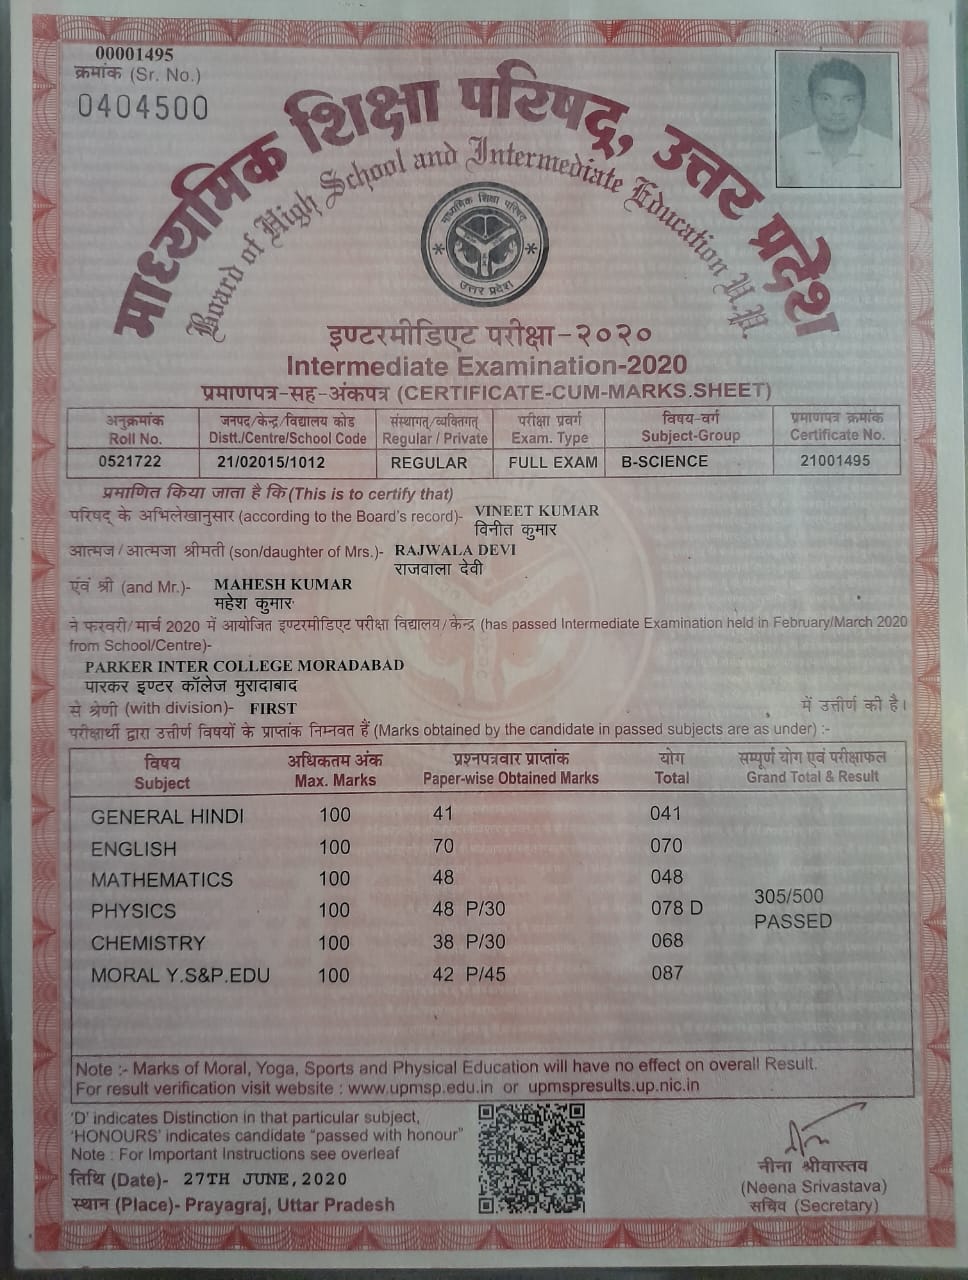 00001495
क्रमांक (Sr. No.)
0404500
माध्यमिक शिक्षा परिषद्, उत्तर प्रदेश
Board of High School and Intermediate Education U.P.
माध्यमिक शिक्षा परिषद्
उत्तर प्रदेश
इण्टरमीडिएट परीक्षा-२०२०
Intermediate Examination-2020
प्रमाणपत्र-सह-अंकपत्र (CERTIFICATE-CUM-MARKS.SHEET)
अनुक्रमांक जनपद/केन्द्र/विद्यालय कोड संस्थागत्/व्यक्तिगत् परीक्षा प्रवर्ग विषय-वर्ग प्रमाणपत्र क्रमांक
Roll No. Distt./Centre/School Code Regular / Private Exam. Type Subject-Group Certificate No.
0521722 21/02015/1012 REGULAR FULL EXAM B-SCIENCE 21001495
प्रमाणित किया जाता है कि (This is to certify that)
परिषद् के अभिलेखानुसार (according to the Board's record)- VINEET KUMAR
विनीत कुमार
आत्मज/आत्मजा श्रीमती (son/daughter of Mrs.)- RAJWALA DEVI
राजवाला देवी
एंवं श्री (and Mr.)- MAHESH KUMAR
महेश कुमार
ने फरवरी/मार्च 2020 में आयोजित इण्टरमीडिएट परीक्षा विद्यालय/केन्द्र (has passed Intermediate Examination held in February/March 2020
from School/Centre)-
PARKER INTER COLLEGE MORADABAD
पारकर इण्टर कॉलेज मुरादाबाद
से श्रेणी (with division)- FIRST में उत्तीर्ण की है।
परीक्षार्थी द्वारा उत्तीर्ण विषयों के प्राप्तांक निम्नवत हैं (Marks obtained by the candidate in passed subjects are as under) :-
विषय अधिकतम अंक प्रश्नपत्रवार प्राप्तांक योग सम्पूर्ण योग एवं परीक्षाफल
Subject Max. Marks Paper-wise Obtained Marks Total Grand Total & Result
GENERAL HINDI 100 41 041
ENGLISH 100 70 070
MATHEMATICS 100 48 048
305/500
PHYSICS 100 48 P/30 078 D
PASSED
CHEMISTRY 100 38 P/30 068
MORAL Y.S&P.EDU 100 42 P/45 087
Note :- Marks of Moral, Yoga, Sports and Physical Education will have no effect on overall Result.
For result verification visit website : www.upmsp.edu.in or upmspresults.up.nic.in
'D' indicates Distinction in that particular subject,
'HONOURS' indicates candidate "passed with honour"
Note : For Important Instructions see overleaf
तिथि (Date)- 27TH JUNE,2020
स्थान (Place)- Prayagraj, Uttar Pradesh
नीना श्रीवास्तव
(Neena Srivastava)
सचिव (Secretary)